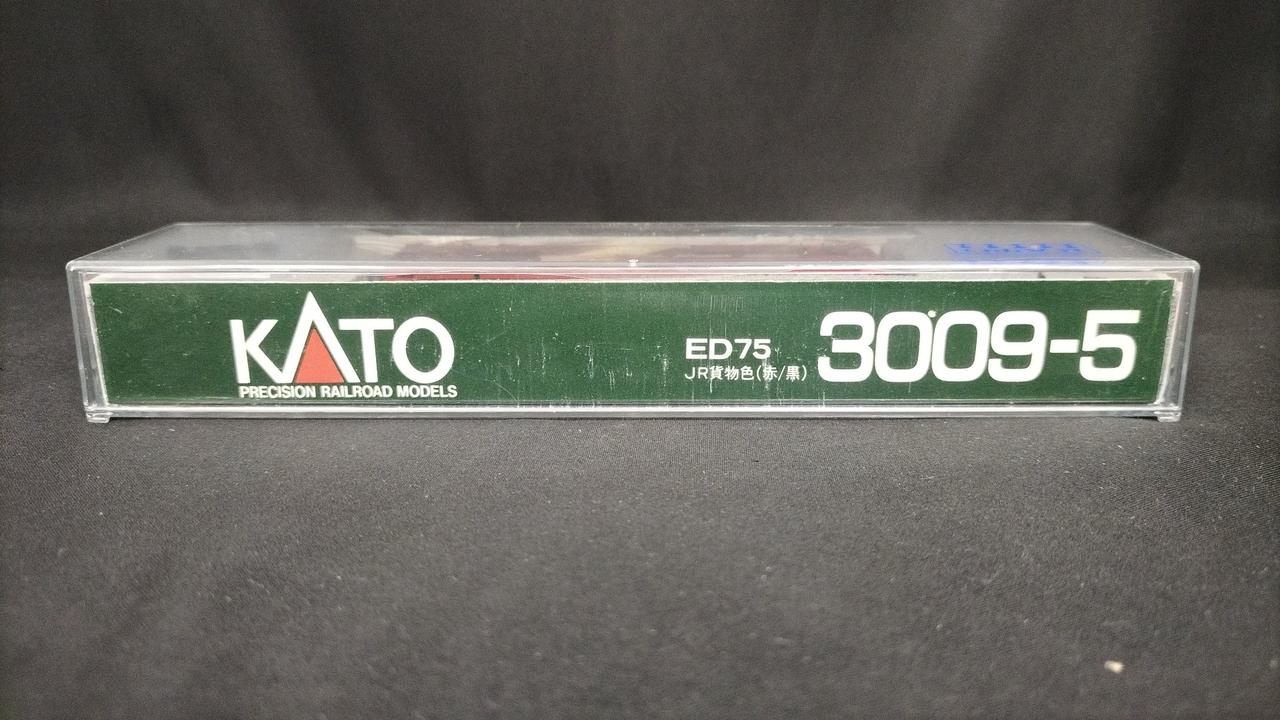 KATO
PRECISION RAILROAD MODELS
ED75
JR貨物色(赤/黒)
3009-5